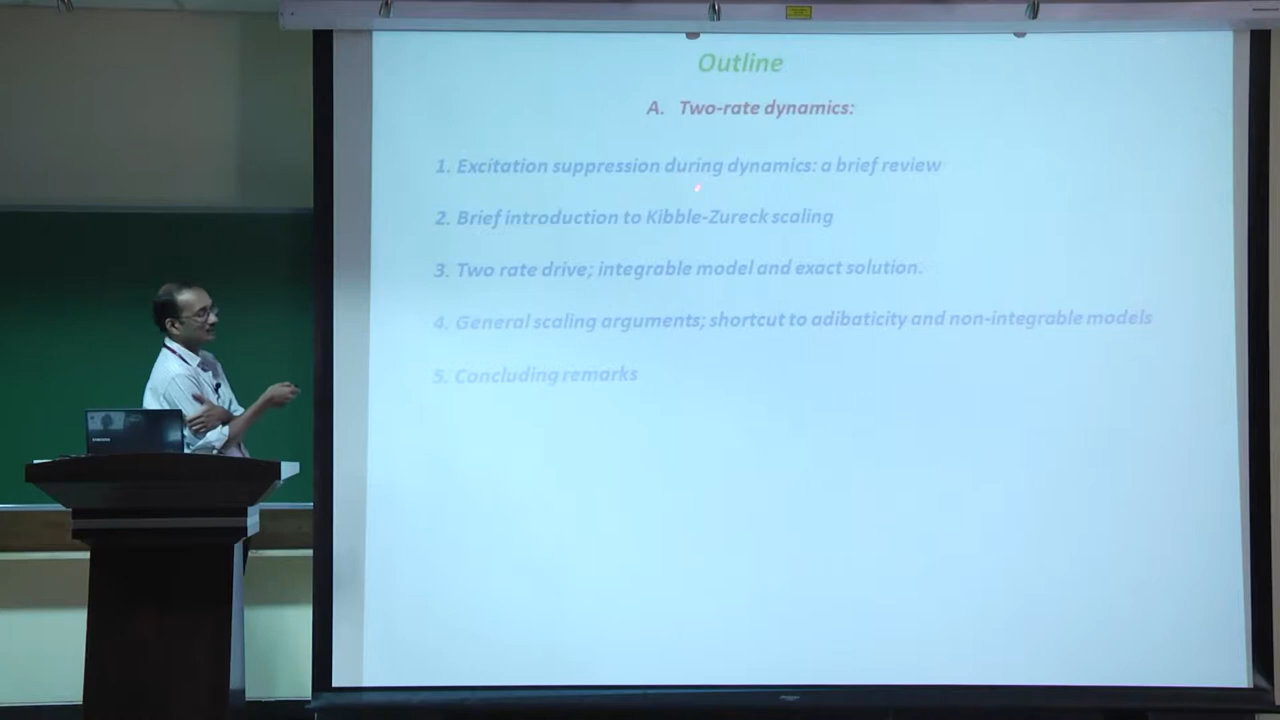 Outline
A. Two-rate dynamics:
1. Excitation suppression during dynamics: a brief review
2. Brief introduction to Kibble-Zureck scaling
3. Two rate drive; integrable model and exact solution.
4. General scaling arguments; shortcut to adibaticity and non-integrable models
5. Concluding remarks